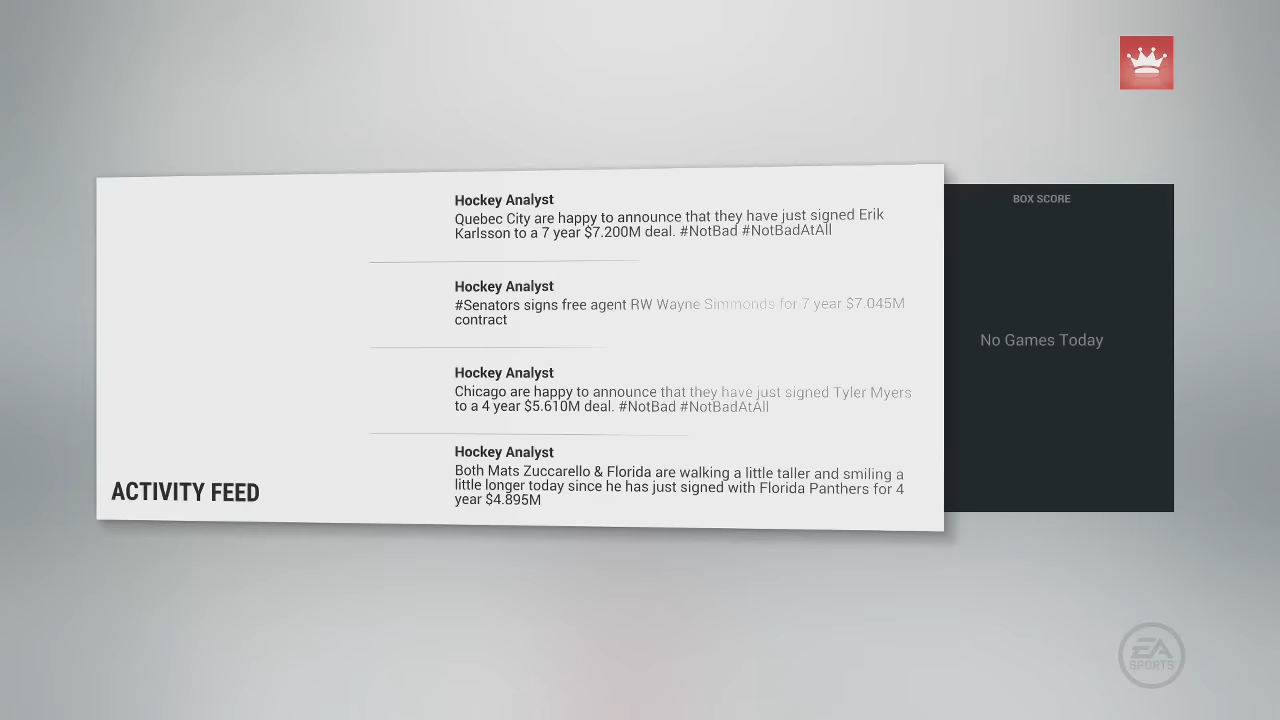 Hockey Analyst
Quebec City are happy to announce that they have just signed Erik
Karlsson to a 7 year $7.200M deal. #NotBad #NotBadAtAll
Hockey Analyst
#Senators signs free agent RW Wayne Simmonds for 7 year $7.045M
contract
Hockey Analyst
Chicago are happy to announce that they have just signed Tyler Myers
to a 4 year $5.610M deal. #NotBad #NotBadAtAll
Hockey Analyst
Both Mats Zuccarello & Florida are walking a little taller and smiling a
little longer today since he has just signed with Florida Panthers for 4
year $4.895M
ACTIVITY FEED
BOX SCORE
No Games Today
EA
SPORTS